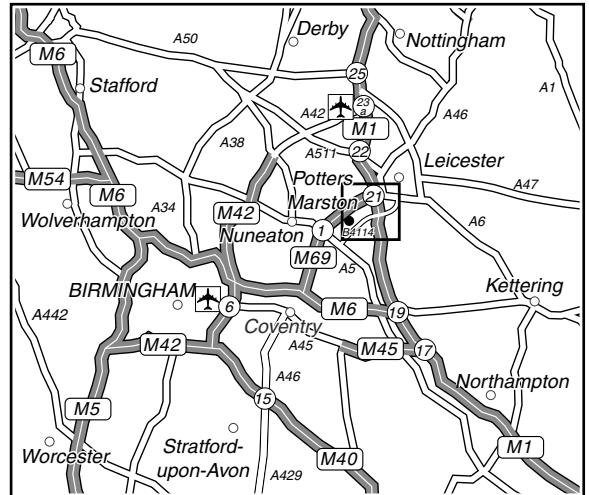 Derby
A50
Nottingham
M6
25
Stafford
A1
23
a
A42
A46
M1
A38
A511
22
Leicester
Potters
Marston
M54
21
A47
M6
A34
M42
Wolverhampton
Nuneaton
1
B4114
A6
M69
A5
BIRMINGHAM
Kettering
6
M6
19
A442
Coventry
M42
A45
M45
17
A46
Northampton
15
M5
Stratford-
upon-Avon
Worcester
M40
M1
A429